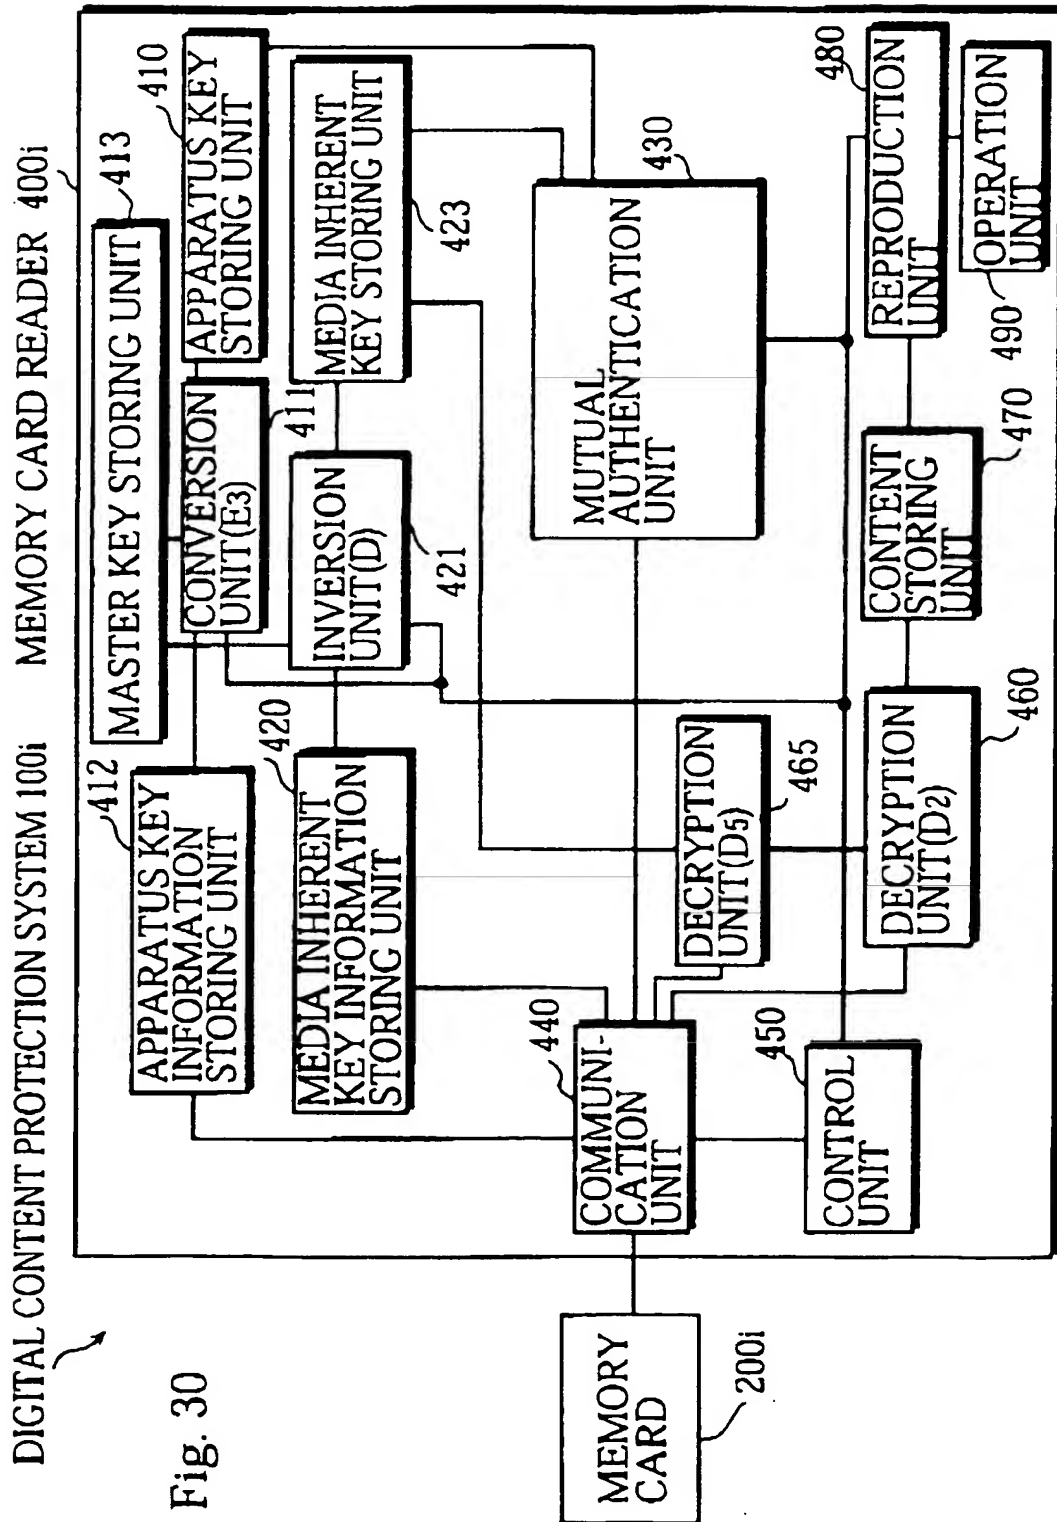 DIGITAL CONTENT PROTECTION SYSTEM 100i
MEMORY CARD READER 400i
Fig. 30
MASTER KEY STORING UNIT
413
412
APPARATUS KEY
INFORMATION
STORING UNIT
CONVERSION
UNIT(E3)
411
APPARATUS KEY
STORING UNIT
410
420
MEDIA INHERENT
KEY INFORMATION
STORING UNIT
INVERSION
UNIT(D)
421
MEDIA INHERENT
KEY STORING UNIT
423
MEMORY
CARD
200i
440
COMMUNI-
CATION
UNIT
MUTUAL
AUTHENTICATION
UNIT
430
DECRYPTION
UNIT(D5)
465
450
CONTROL
UNIT
DECRYPTION
UNIT(D2)
460
CONTENT
STORING
UNIT
470
REPRODUCTION
UNIT
480
490
OPERATION
UNIT